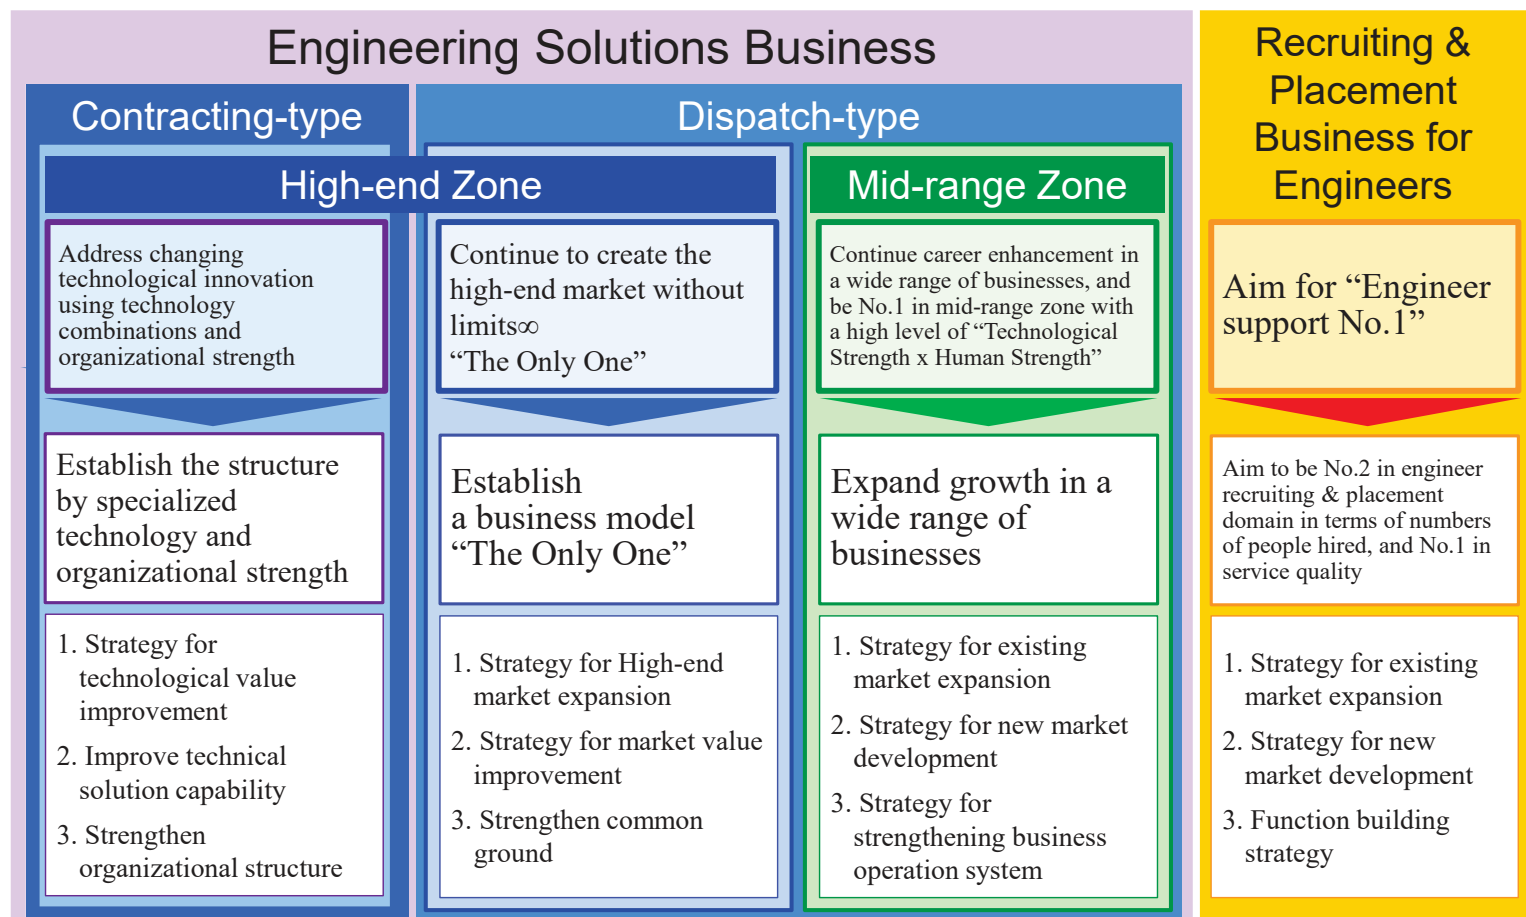 Engineering Solutions Business
Contracting-type
Dispatch-type
High-end Zone
Mid-range Zone
Address changing
technological innovation
using technology
combinations and
organizational strength
Establish the structure
by specialized
technology and
organizational strength
1. Strategy for
technological value
improvement
2. Improve technical
solution capability
3. Strengthen
organizational structure
Continue to create the
high-end market without
limits∞
“The Only One”
Establish
a business model
“The Only One”
1. Strategy for High-end
market expansion
2. Strategy for market value
improvement
3. Strengthen common
ground
Continue career enhancement in
a wide range of businesses, and
be No.1 in mid-range zone with
a high level of “Technological
Strength x Human Strength”
Expand growth in a
wide range of
businesses
1. Strategy for existing
market expansion
2. Strategy for new market
development
3. Strategy for
strengthening business
operation system
Recruiting &
Placement
Business for
Engineers
Aim for “Engineer
support No.1”
Aim to be No.2 in engineer
recruiting & placement
domain in terms of numbers
of people hired, and No.1 in
service quality
1. Strategy for existing
market expansion
2. Strategy for new
market development
3. Function building
strategy